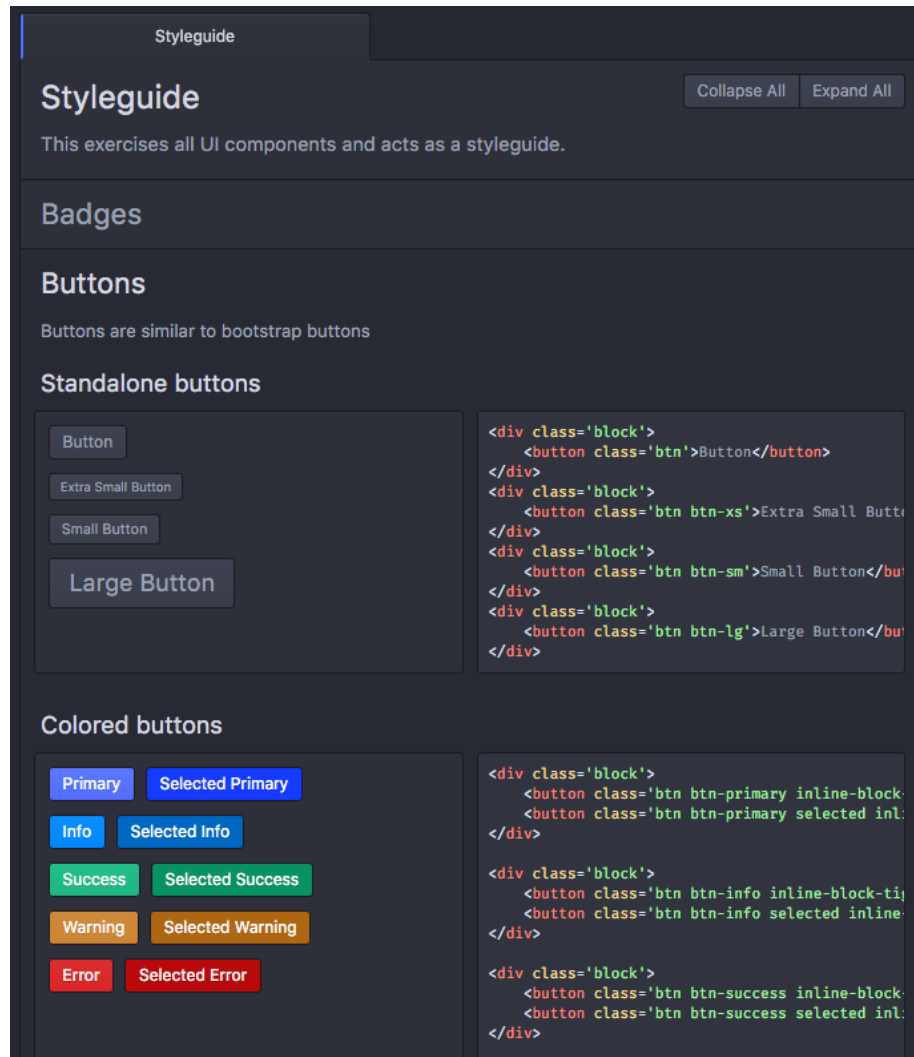 Styleguide
Styleguide
Collapse All
Expand All
This exercises all UI components and acts as a styleguide.
Badges
Buttons
Buttons are similar to bootstrap buttons
Standalone buttons
Button
Extra Small Button
Small Button
Large Button
<div class='block'>
    <button class='btn'>Button</button>
</div>
<div class='block'>
    <button class='btn btn-xs'>Extra Small Butt
</div>
<div class='block'>
    <button class='btn btn-sm'>Small Button</but
</div>
<div class='block'>
    <button class='btn btn-lg'>Large Button</but
</div>
Colored buttons
Primary
Selected Primary
Info
Selected Info
Success
Selected Success
Warning
Selected Warning
Error
Selected Error
<div class='block'>
    <button class='btn btn-primary inline-block-
    <button class='btn btn-primary selected inl
</div>
<div class='block'>
    <button class='btn btn-info inline-block-ti
    <button class='btn btn-info selected inline-
</div>
<div class='block'>
    <button class='btn btn-success inline-block-
    <button class='btn btn-success selected inl
</div>